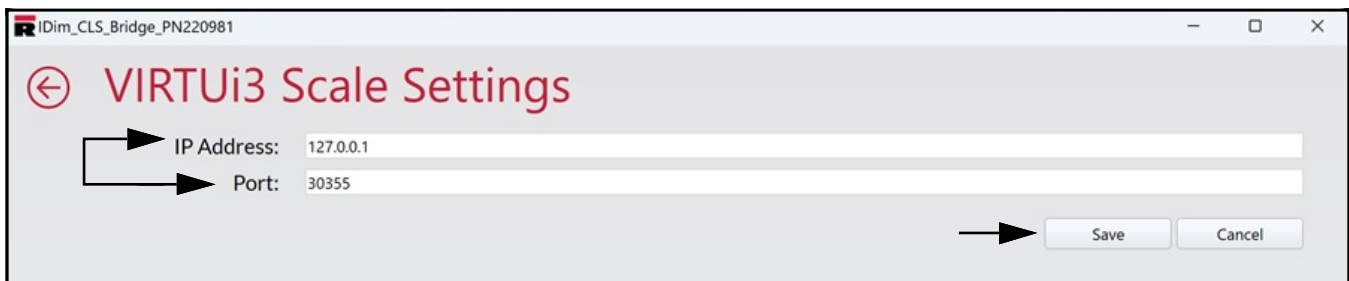 IDim_CLS_Bridge_PN220981
VIRTUi3 Scale Settings
IP Address: 127.0.0.1
Port: 30355
Save Cancel